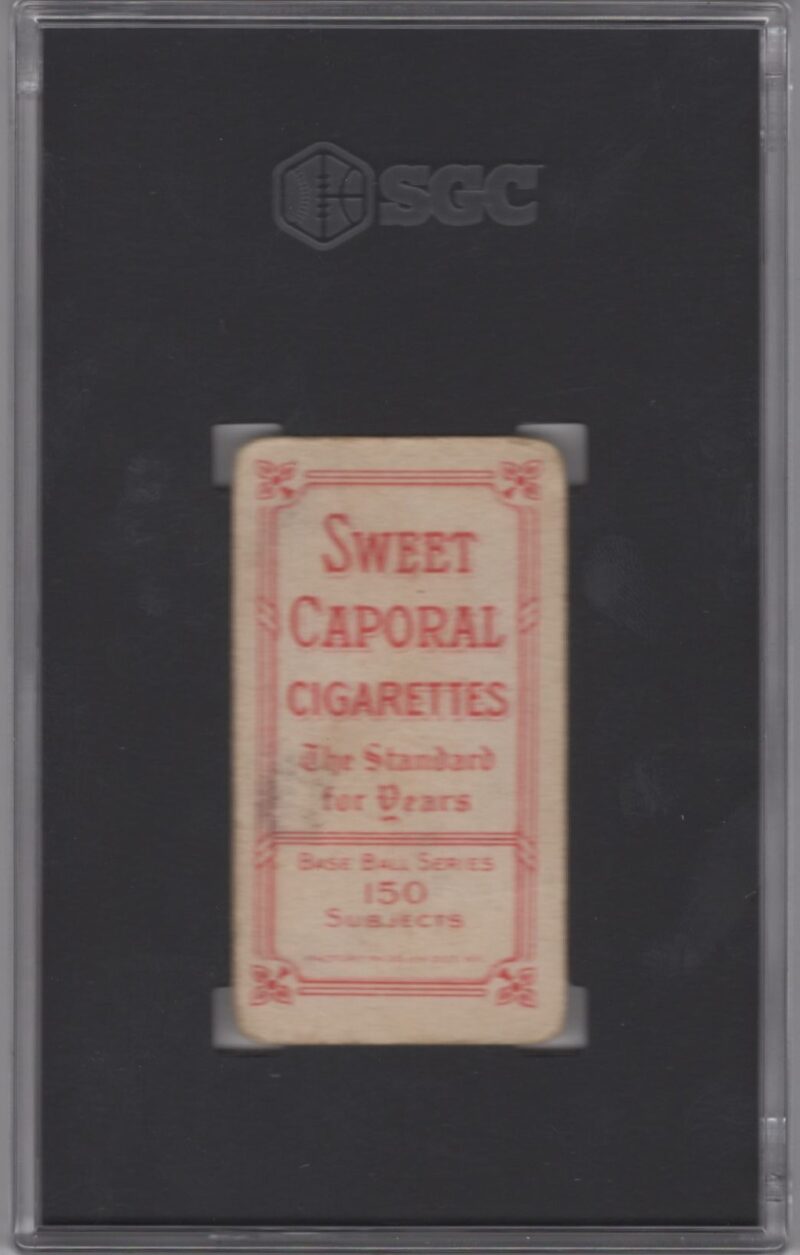 SGC
SWEET
CAPORAL
CIGARETTES
The Standard
for Years
BASE BALL SERIES
150
SUBJECTS